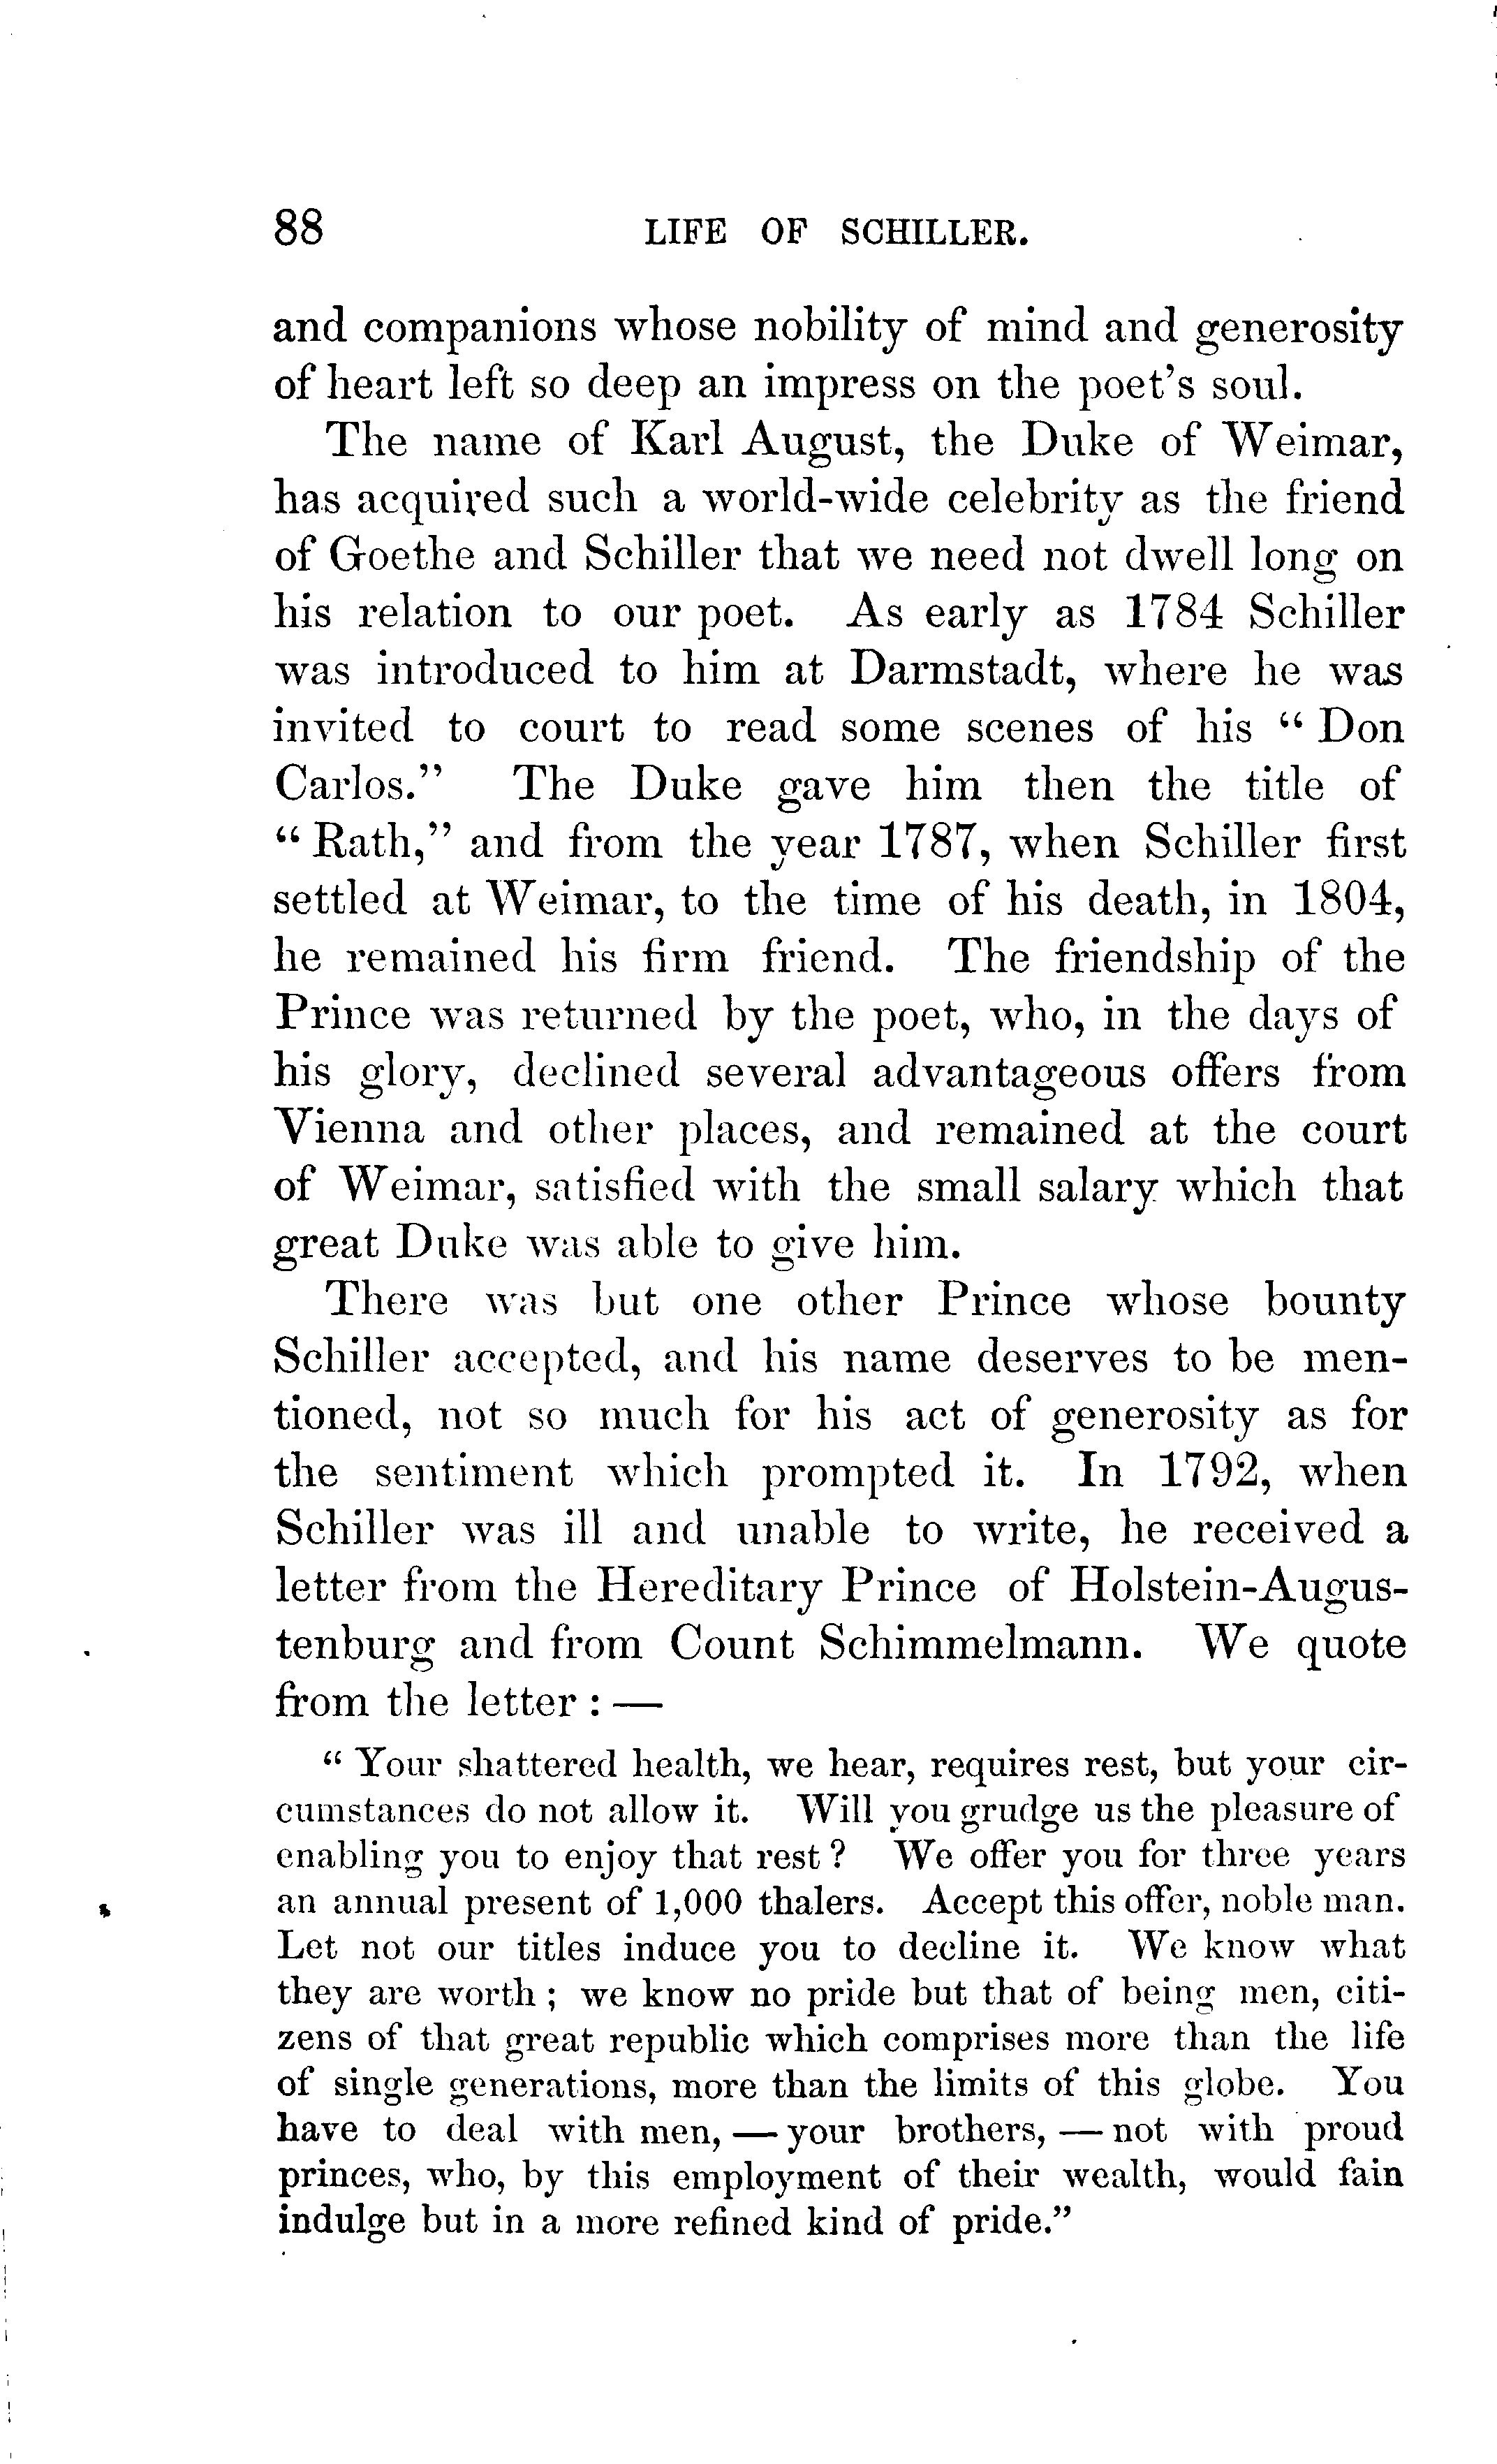 88 LIFE OF SCHILLER.
and companions whose nobility of mind and generosity
of heart left so deep an impress on the poet's soul.
The name of Karl August, the Duke of Weimar,
has acquired such a world-wide celebrity as the friend
of Goethe and Schiller that we need not dwell long on
his relation to our poet. As early as 1784 Schiller
was introduced to him at Darmstadt, where he was
invited to court to read some scenes of his “ Don
Carlos.” The Duke gave him then the title of
“ Rath,” and from the year 1787, when Schiller first
settled at Weimar, to the time of his death, in 1804,
he remained his firm friend. The friendship of the
Prince was returned by the poet, who, in the days of
his glory, declined several advantageous offers from
Vienna and other places, and remained at the court
of Weimar, satisfied with the small salary which that
great Duke was able to give him.
There was but one other Prince whose bounty
Schiller accepted, and his name deserves to be men-
tioned, not so much for his act of generosity as for
the sentiment which prompted it. In 1792, when
Schiller was ill and unable to write, he received a
letter from the Hereditary Prince of Holstein-Augus-
tenburg and from Count Schimmelmann. We quote
from the letter : —
“ Your shattered health, we hear, requires rest, but your cir-
cumstances do not allow it. Will you grudge us the pleasure of
enabling you to enjoy that rest ? We offer you for three years
an annual present of 1,000 thalers. Accept this offer, noble man.
Let not our titles induce you to decline it. We know what
they are worth ; we know no pride but that of being men, citi-
zens of that great republic which comprises more than the life
of single generations, more than the limits of this globe. You
have to deal with men, — your brothers, — not with proud
princes, who, by this employment of their wealth, would fain
indulge but in a more refined kind of pride.”